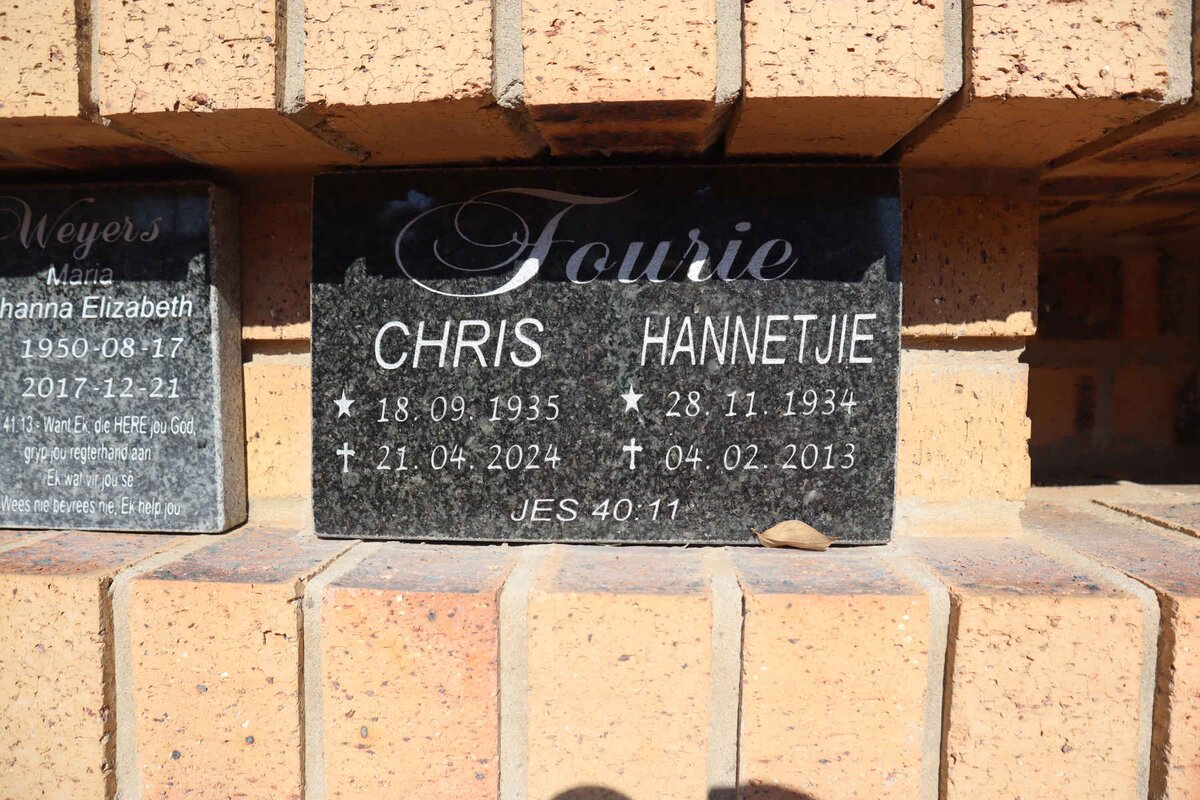 Weyers
Maria
hanna Elizabeth
1950-08-17
2017-12-21
41.13 - Want Ek, die HERE jou God,
gryp jou regterhand aan
Ek wat vir jou sê
Wees nie bevrees nie, Ek help jou
Fourie
CHRIS HANNETJIE
18. 09. 1935 28. 11. 1934
21. 04. 2024 04. 02. 2013
JES 40:11